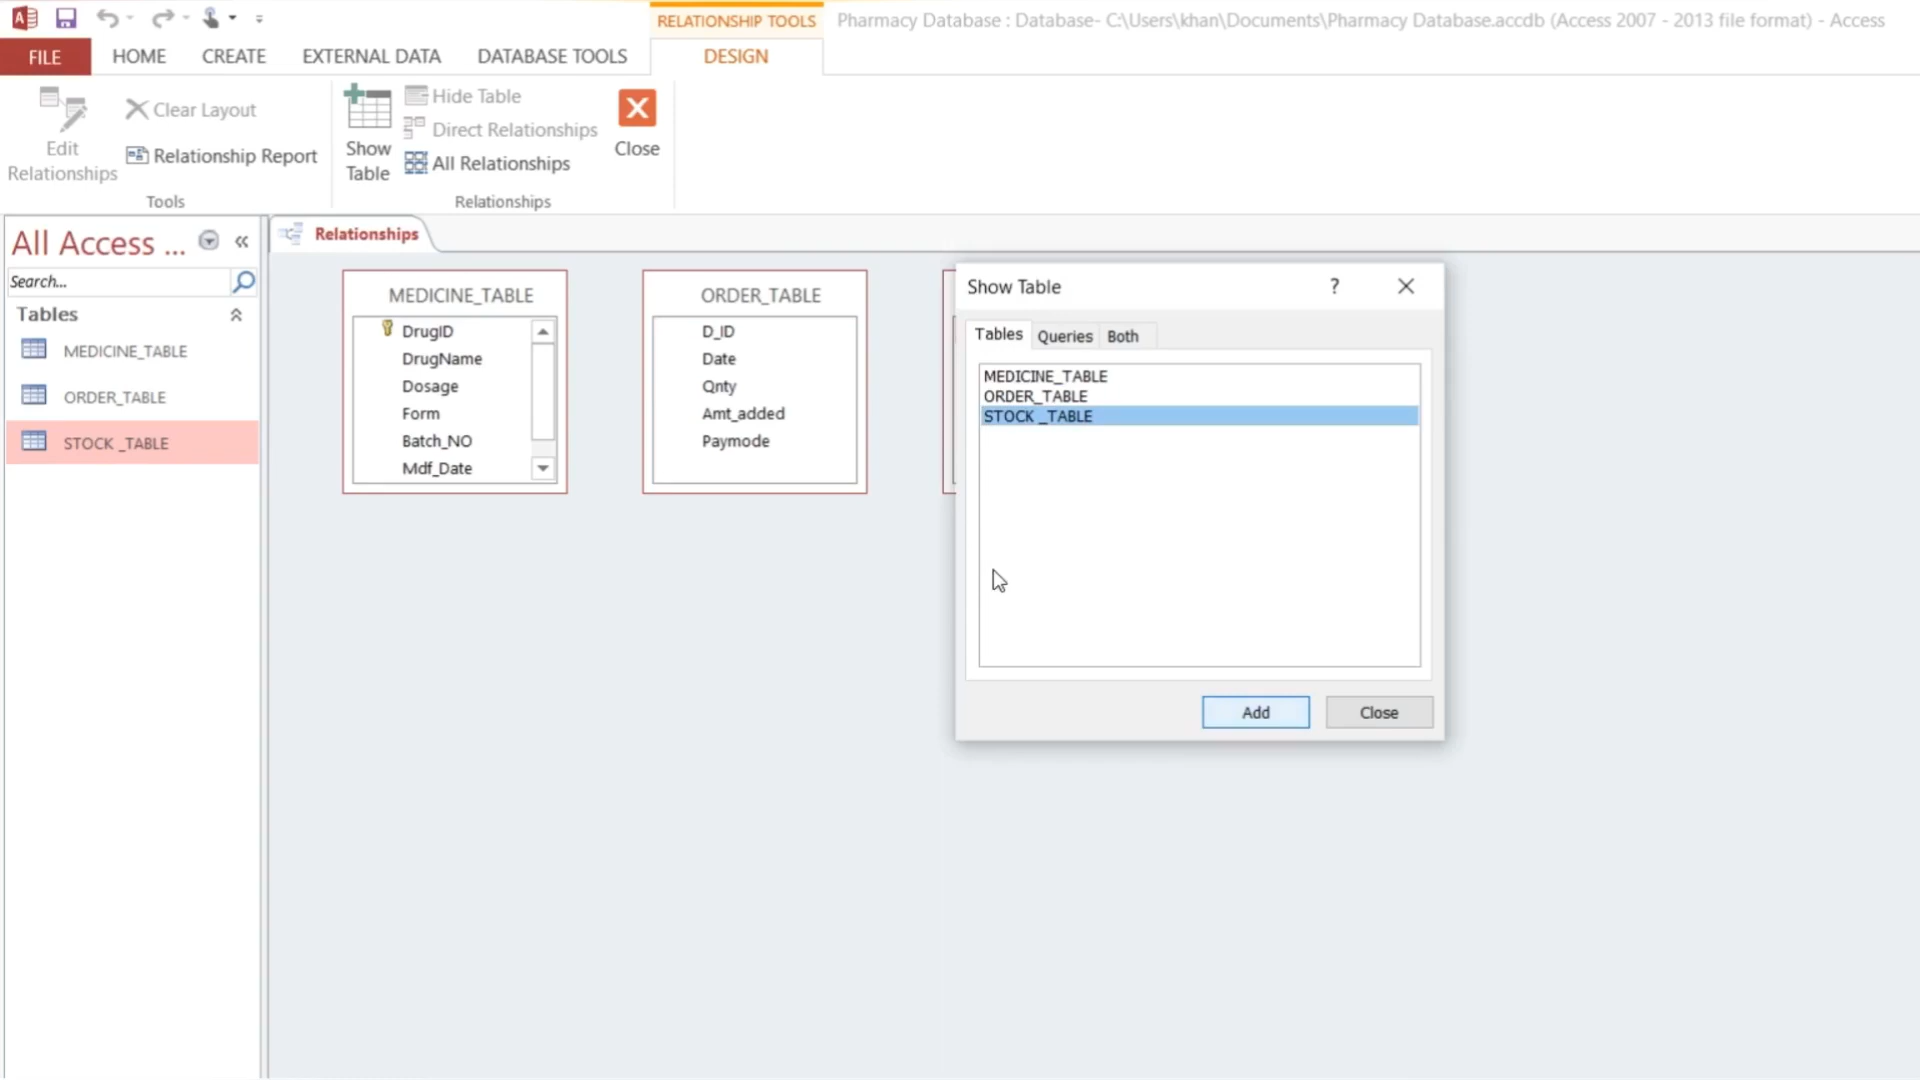 RELATIONSHIP TOOLS
Pharmacy Database : Database- C:\Users\khan\Documents\Pharmacy Database.accdb (Access 2007 - 2013 file format) - Access
FILE
HOME
CREATE
EXTERNAL DATA
DATABASE TOOLS
DESIGN
Edit
Relationships
Clear Layout
Relationship Report
Tools
Show
Table
Hide Table
Direct Relationships
All Relationships
Close
Relationships
All Access ...
Search...
Tables
MEDICINE_TABLE
ORDER_TABLE
STOCK _TABLE
Relationships
MEDICINE_TABLE
DrugID
DrugName
Dosage
Form
Batch_NO
Mdf_Date
ORDER_TABLE
D_ID
Date
Qnty
Amt_added
Paymode
Show Table
?
Tables
Queries
Both
MEDICINE_TABLE
ORDER_TABLE
STOCK _TABLE
Add
Close